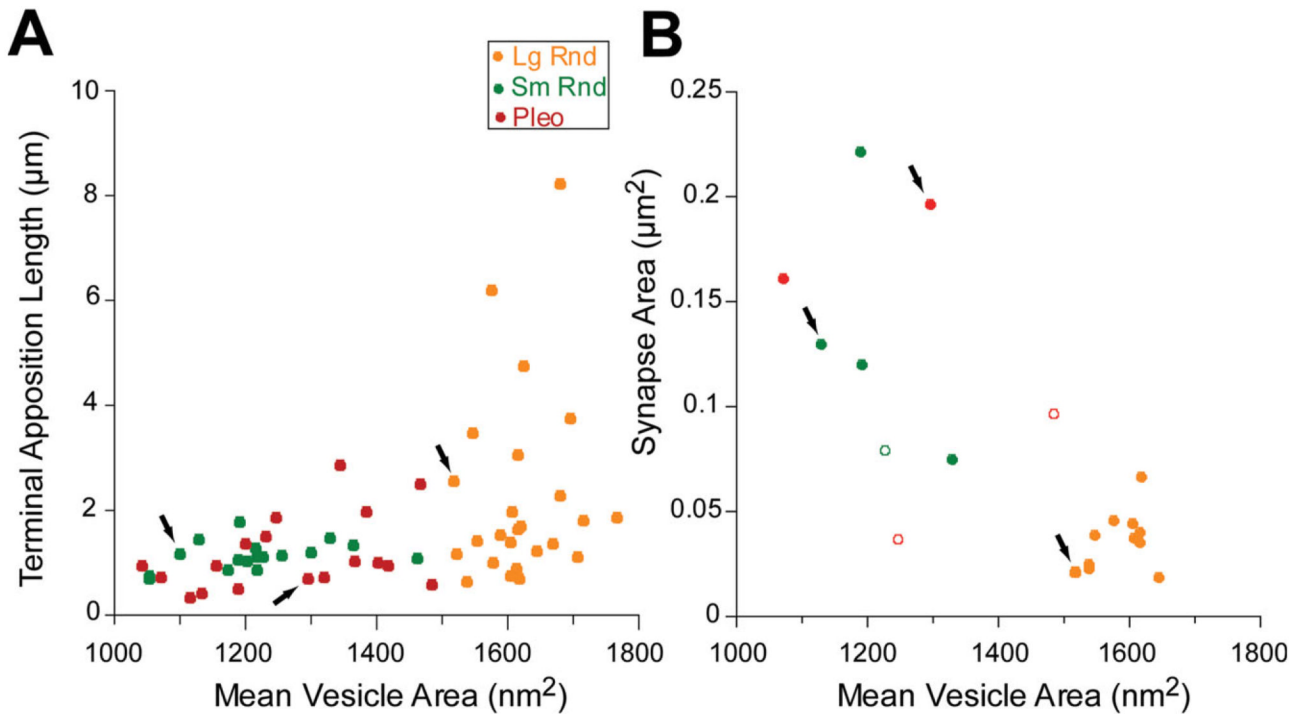 A
B
Lg Rnd
Sm Rnd
Pleo
Terminal Apposition Length (µm)
10
8
6
4
2
0
1000 1200 1400 1600 1800
Mean Vesicle Area (nm²)
Synapse Area (µm²)
0.25
0.2
0.15
0.1
0.05
0
1000 1200 1400 1600 1800
Mean Vesicle Area (nm²)